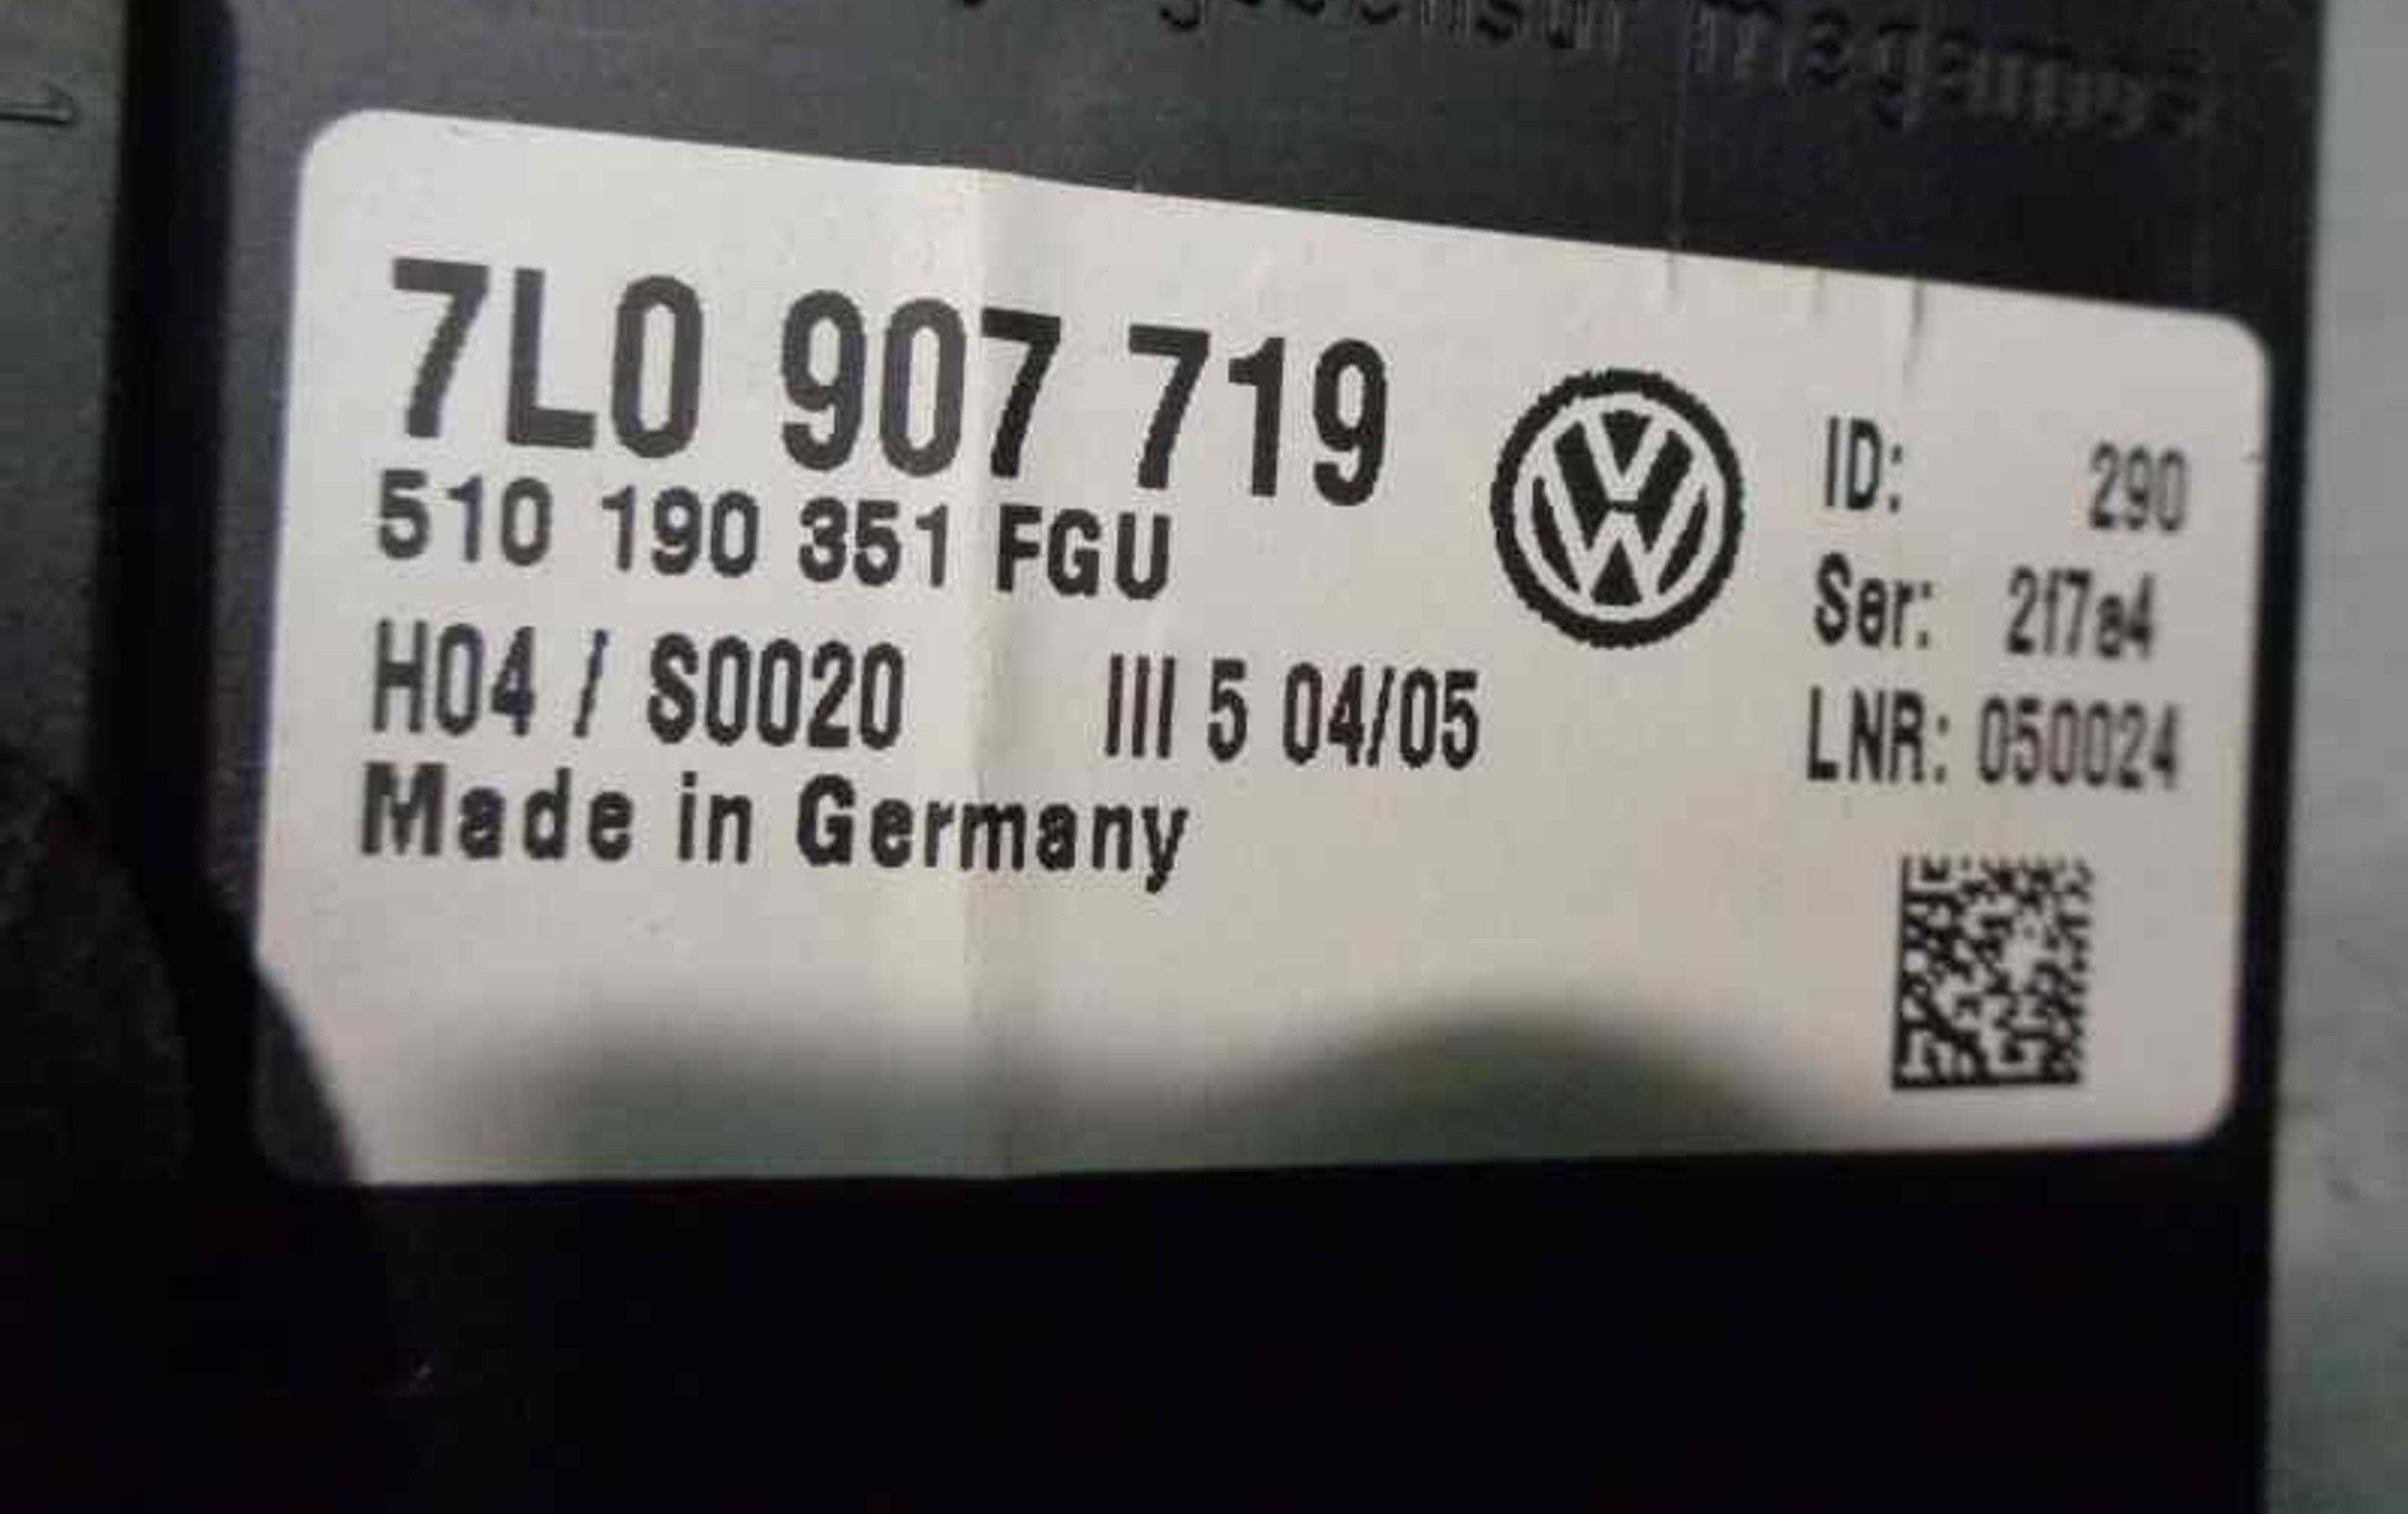 7L0 907 719
510 190 351 FGU
H04 / S0020 III 5 04/05
Made in Germany
ID: 290
Ser: 2f7a4
LNR: 050024